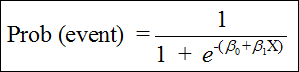 Prob (event) = 1 / (1 + e^-(β₀+β₁X))